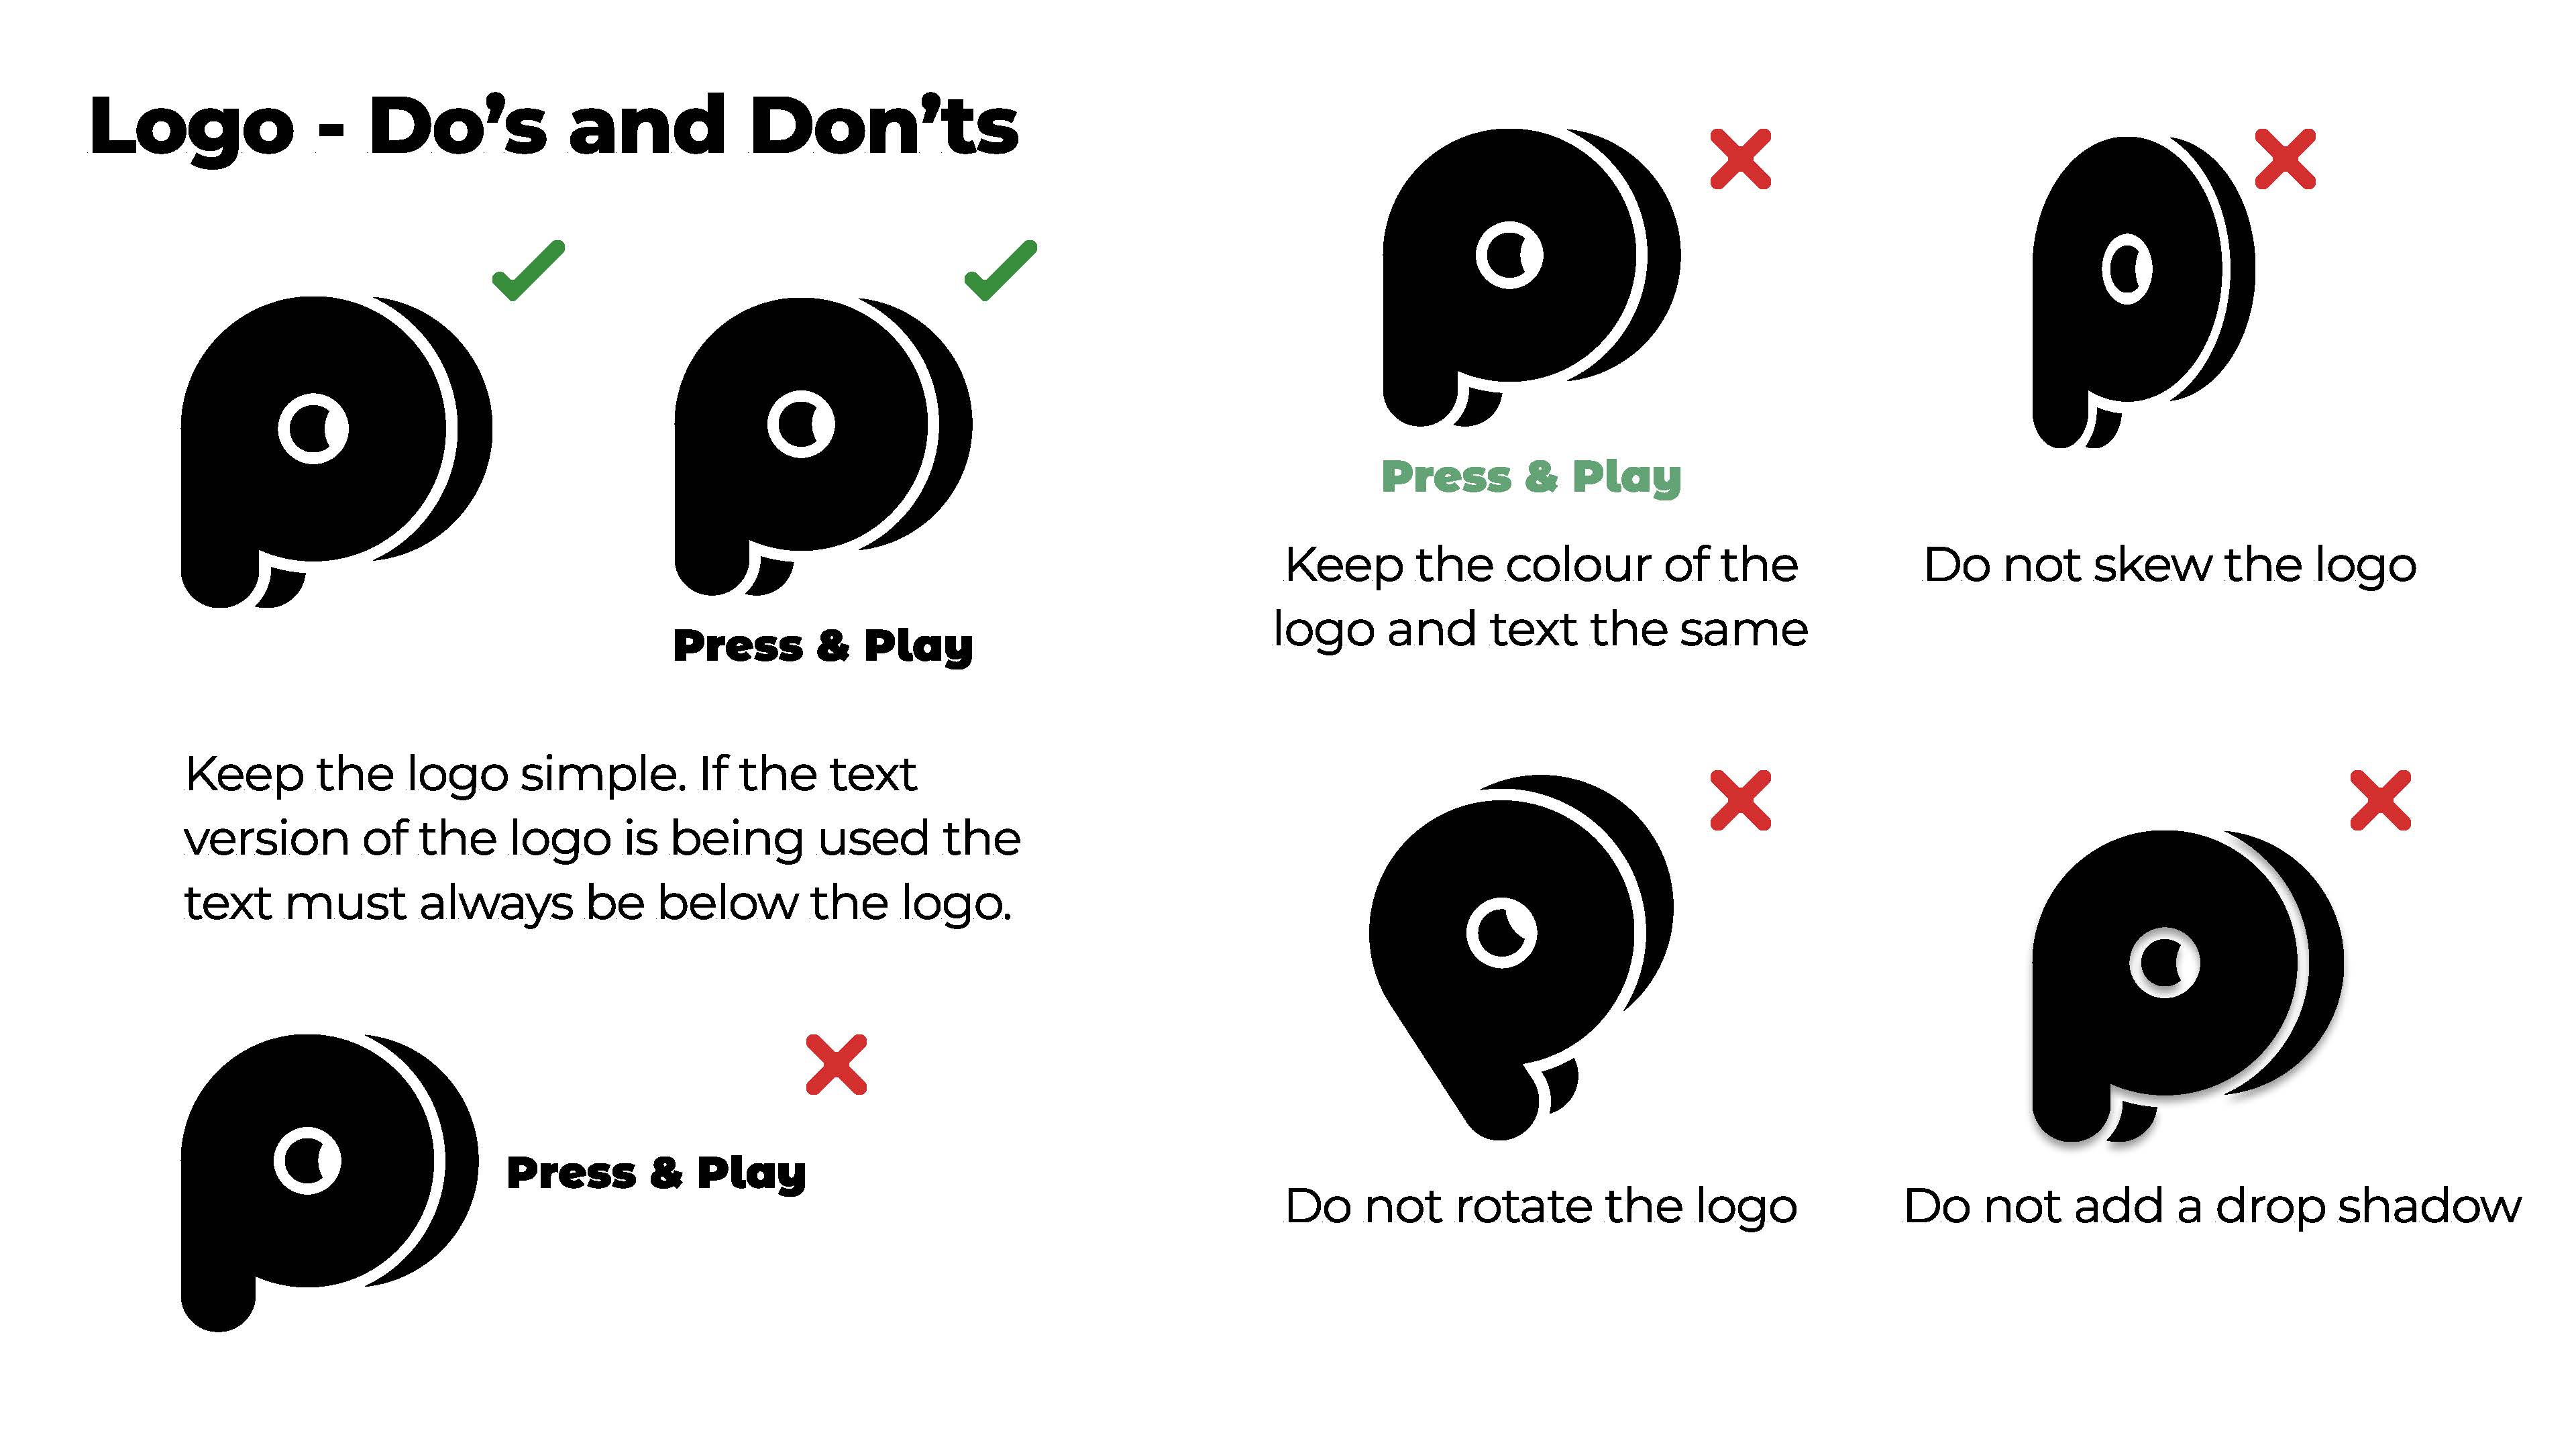 Logo - Do’s and Don’ts
Press & Play
Keep the logo simple. If the text
version of the logo is being used the
text must always be below the logo.
Press & Play
Press & Play
Keep the colour of the
logo and text the same
Do not skew the logo
Do not rotate the logo
Do not add a drop shadow